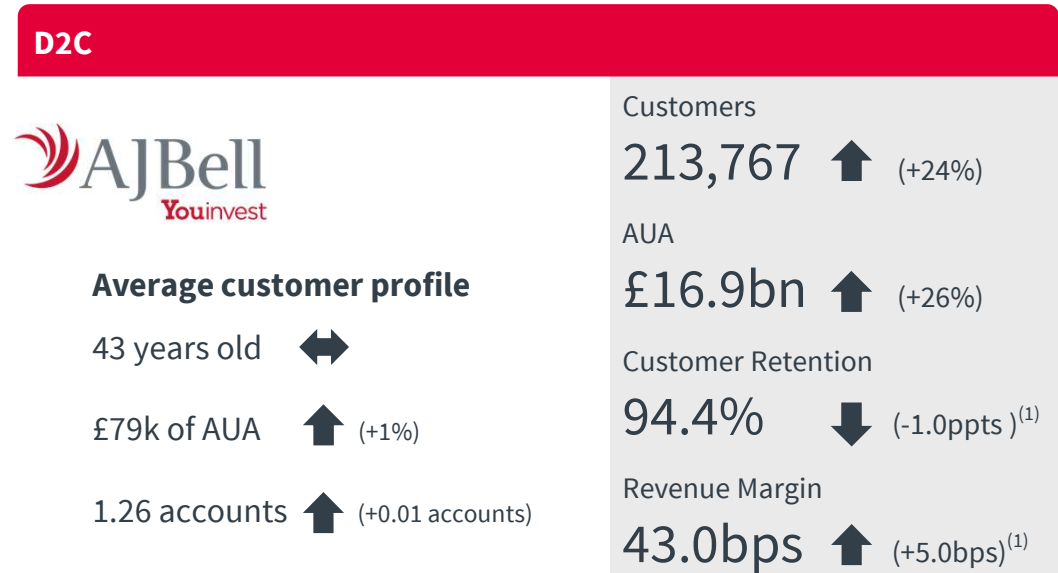 D2C
AJBell
Youinvest
Average customer profile
43 years old
£79k of AUA (+1%)
1.26 accounts (+0.01 accounts)
Customers
213,767 (+24%)
AUA
£16.9bn (+26%)
Customer Retention
94.4% (-1.0ppts )(1)
Revenue Margin
43.0bps (+5.0bps)(1)